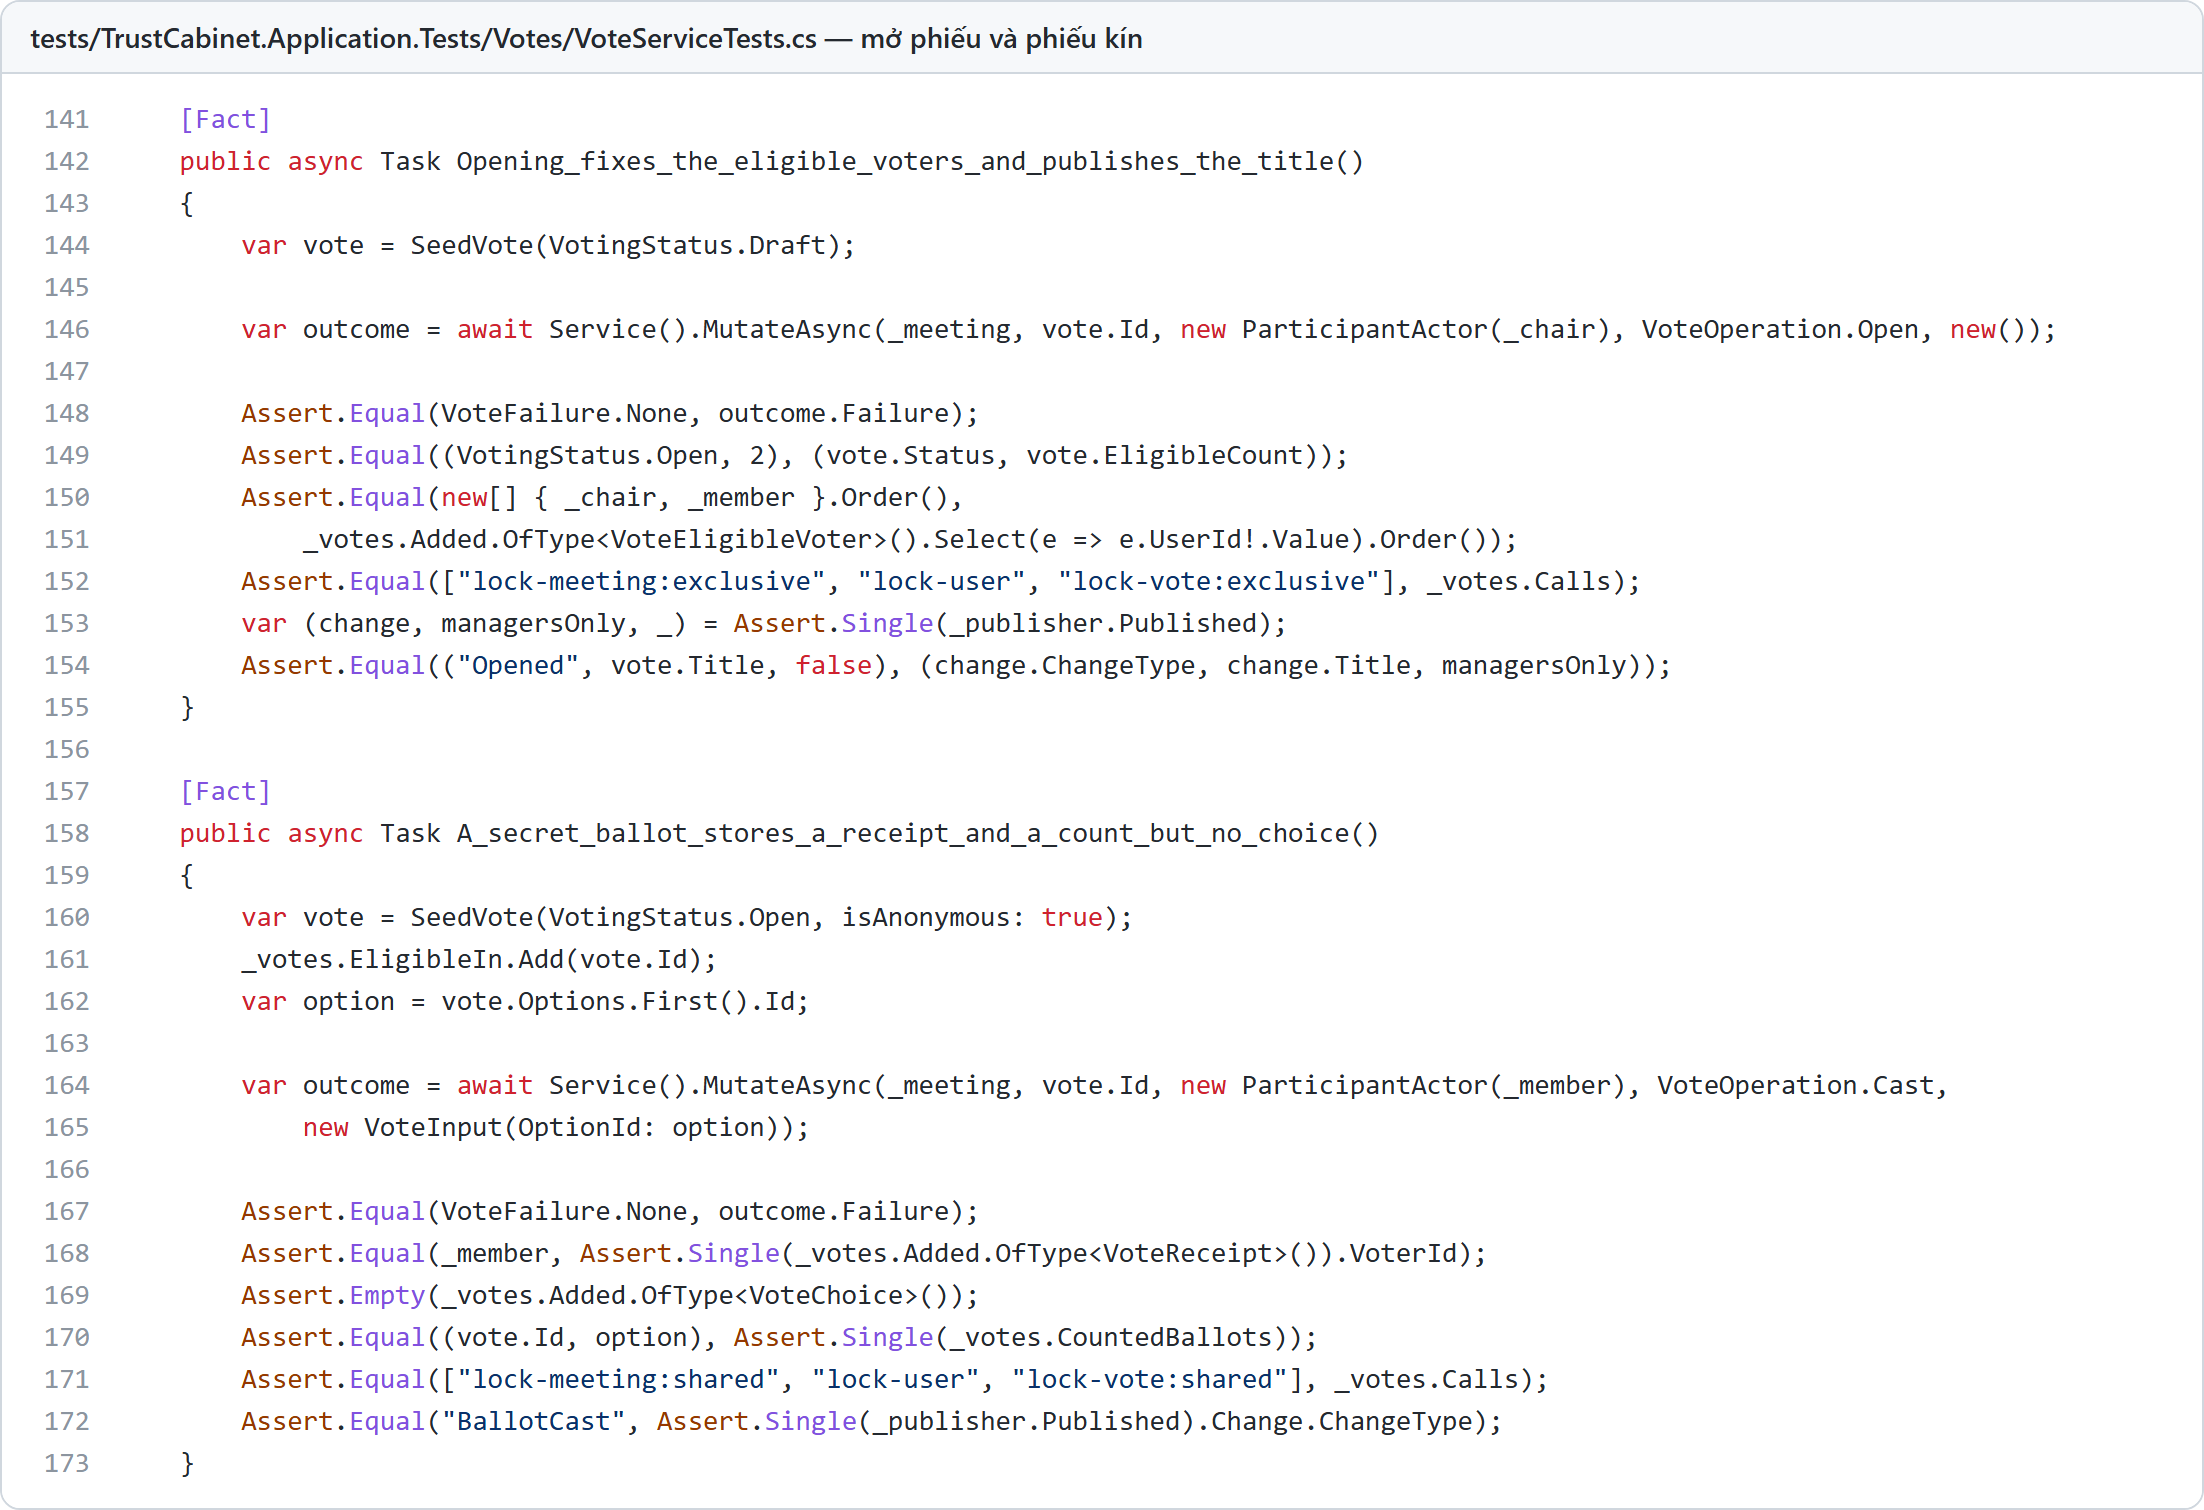 tests/TrustCabinet.Application.Tests/Votes/VoteServiceTests.cs — mở phiếu và phiếu kín
141 [Fact]
142 public async Task Opening_fixes_the_eligible_voters_and_publishes_the_title()
143 {
144 var vote = SeedVote(VotingStatus.Draft);
145
146 var outcome = await Service().MutateAsync(_meeting, vote.Id, new ParticipantActor(_chair), VoteOperation.Open, new());
147
148 Assert.Equal(VoteFailure.None, outcome.Failure);
149 Assert.Equal((VotingStatus.Open, 2), (vote.Status, vote.EligibleCount));
150 Assert.Equal(new[] { _chair, _member }.Order(),
151 _votes.Added.OfType<VoteEligibleVoter>().Select(e => e.UserId!.Value).Order());
152 Assert.Equal(["lock-meeting:exclusive", "lock-user", "lock-vote:exclusive"], _votes.Calls);
153 var (change, managersOnly, _) = Assert.Single(_publisher.Published);
154 Assert.Equal(("Opened", vote.Title, false), (change.ChangeType, change.Title, managersOnly));
155 }
156
157 [Fact]
158 public async Task A_secret_ballot_stores_a_receipt_and_a_count_but_no_choice()
159 {
160 var vote = SeedVote(VotingStatus.Open, isAnonymous: true);
161 _votes.EligibleIn.Add(vote.Id);
162 var option = vote.Options.First().Id;
163
164 var outcome = await Service().MutateAsync(_meeting, vote.Id, new ParticipantActor(_member), VoteOperation.Cast,
165 new VoteInput(OptionId: option));
166
167 Assert.Equal(VoteFailure.None, outcome.Failure);
168 Assert.Equal(_member, Assert.Single(_votes.Added.OfType<VoteReceipt>()).VoterId);
169 Assert.Empty(_votes.Added.OfType<VoteChoice>());
170 Assert.Equal((vote.Id, option), Assert.Single(_votes.CountedBallots));
171 Assert.Equal(["lock-meeting:shared", "lock-user", "lock-vote:shared"], _votes.Calls);
172 Assert.Equal("BallotCast", Assert.Single(_publisher.Published).Change.ChangeType);
173 }